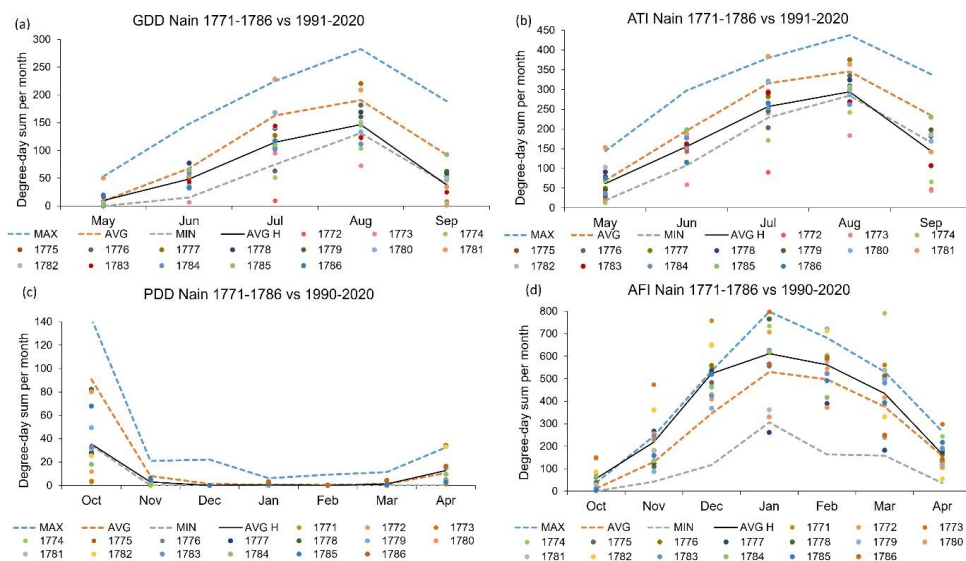 (a)
GDD Nain 1771-1786 vs 1991-2020
Degree-day sum per month
300
250
200
150
100
50
0
May Jun Jul Aug Sep
MAX AVG MIN AVG H 1772 1773 1774
1775 1776 1777 1778 1779 1780 1781
1782 1783 1784 1785 1786
(b)
ATI Nain 1771-1786 vs 1991-2020
Degree-day sum per month
450
400
350
300
250
200
150
100
50
0
May Jun Jul Aug Sep
MAX AVG MIN AVG H 1772 1773 1774
1775 1776 1777 1778 1779 1780 1781
1782 1783 1784 1785 1786
(c)
PDD Nain 1771-1786 vs 1990-2020
Degree-day sum per month
140
120
100
80
60
40
20
0
Oct Nov Dec Jan Feb Mar Apr
MAX AVG MIN AVG H 1771 1772 1773
1774 1775 1776 1777 1778 1779 1780
1781 1782 1783 1784 1785 1786
(d)
AFI Nain 1771-1786 vs 1990-2020
Degree-day sum per month
800
700
600
500
400
300
200
100
0
Oct Nov Dec Jan Feb Mar Apr
MAX AVG MIN AVG H 1771 1772 1773
1774 1775 1776 1777 1778 1779 1780
1781 1782 1783 1784 1785 1786